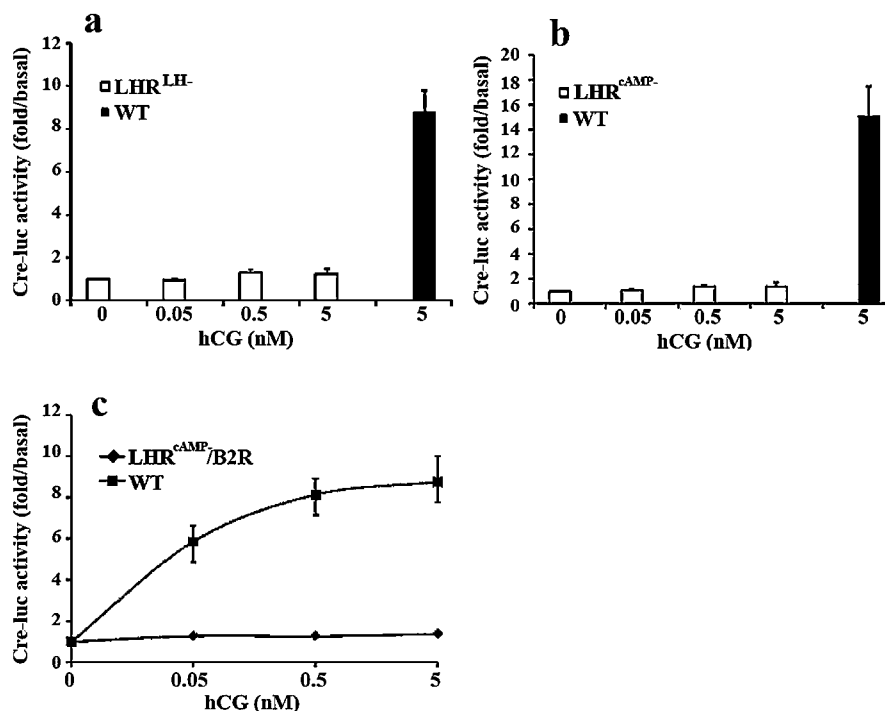 a
Cre-luc activity (fold/basal)
12
10
8
6
4
2
0
LHR^LH-
WT
0 0.05 0.5 5 5
hCG (nM)
b
Cre-luc activity (fold/basal)
20
18
16
14
12
10
8
6
4
2
0
LHR^cAMP-
WT
0 0.05 0.5 5 5
hCG (nM)
c
Cre-luc activity (fold/basal)
12
10
8
6
4
2
0
LHR^cAMP-/B2R
WT
0 0.05 0.5 5
hCG (nM)